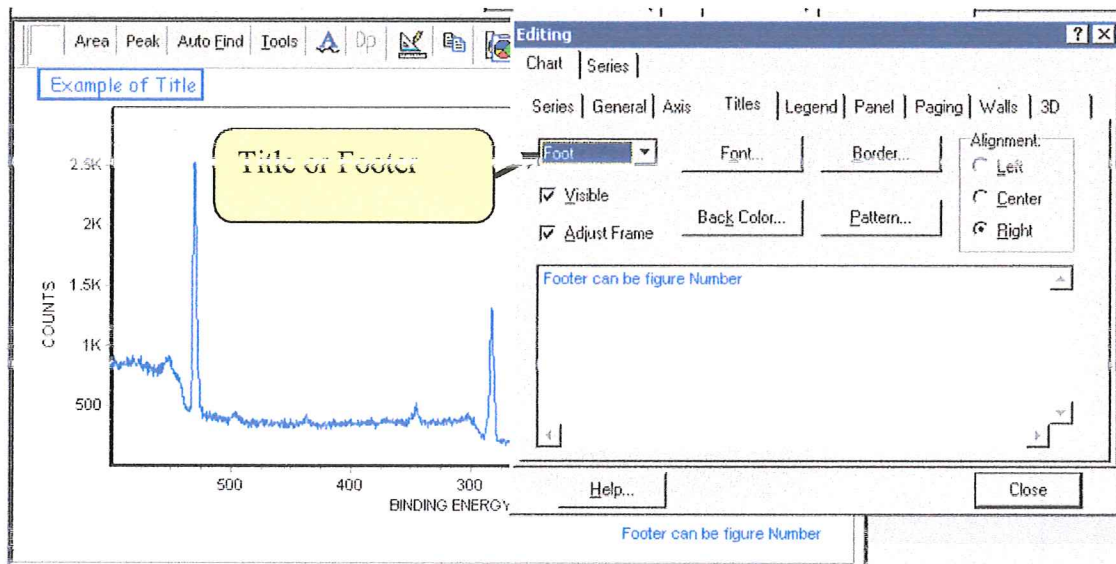 Area Peak Auto Find Tools A Dp
Example of Title
Title or Footer
2.5K
2K
1.5K
1K
500
COUNTS
500 400 300
BINDING ENERGY
Footer can be figure Number
Editing
Chart Series
Series General Axis Titles Legend Panel Paging Walls 3D
Foot Font... Border... Alignment:
Left
Visible Center
Back Color... Pattern...
Adjust Frame Right
Footer can be figure Number
Help... Close